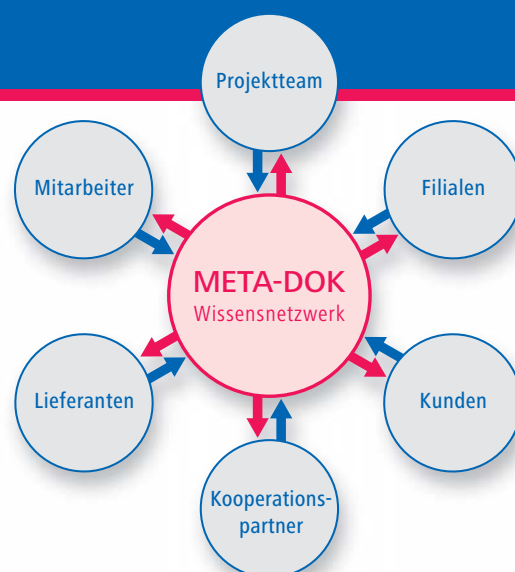 Projektteam
Mitarbeiter
Filialen
META-DOK
Wissensnetzwerk
Lieferanten
Kunden
Kooperations-
partner